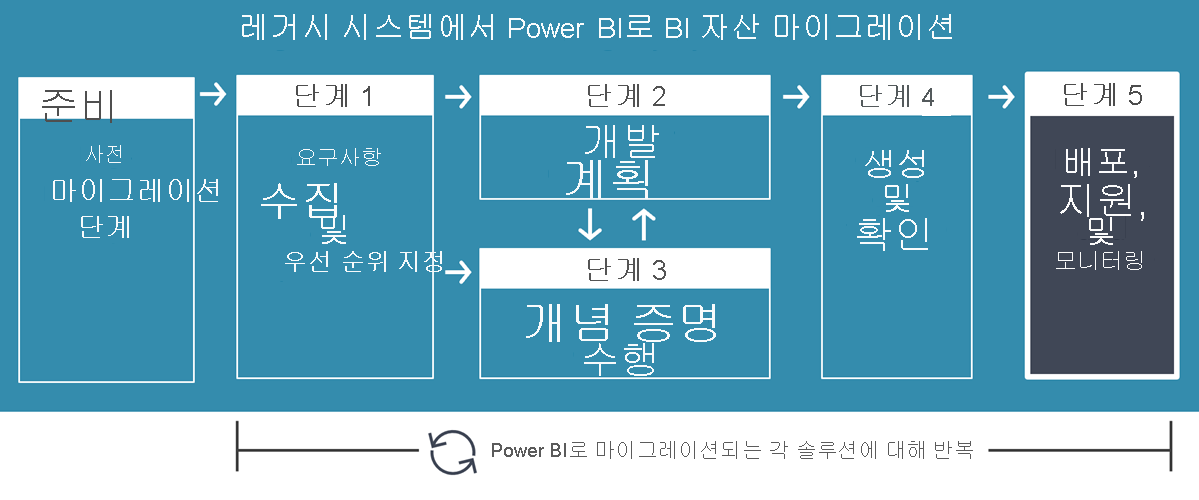 레거시 시스템에서 Power BI로 BI 자산 마이그레이션
준비
사전
마이그레이션
단계
단계 1
요구사항
수집
및
우선 순위 지정
단계 2
개발
계획
단계 3
개념 증명
수행
단계 4
생성
및
확인
단계 5
배포,
지원,
및
모니터링
Power BI로 마이그레이션되는 각 솔루션에 대해 반복